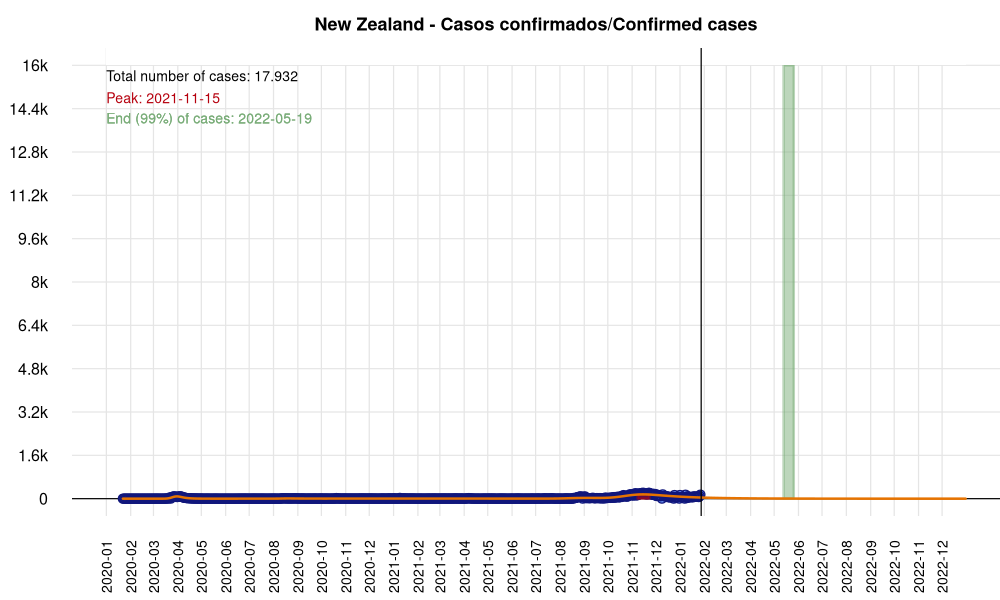 New Zealand - Casos confirmados/Confirmed cases
16k
Total number of cases: 17.932
Peak: 2021-11-15
14.4k
End (99%) of cases: 2022-05-19
12.8k
11.2k
9.6k
8k
6.4k
4.8k
3.2k
1.6k
0
2020-01
2020-02
2020-03
2020-04
2020-05
2020-06
2020-07
2020-08
2020-09
2020-10
2020-11
2020-12
2021-01
2021-02
2021-03
2021-04
2021-05
2021-06
2021-07
2021-08
2021-09
2021-10
2021-11
2021-12
2022-01
2022-02
2022-03
2022-04
2022-05
2022-06
2022-07
2022-08
2022-09
2022-10
2022-11
2022-12